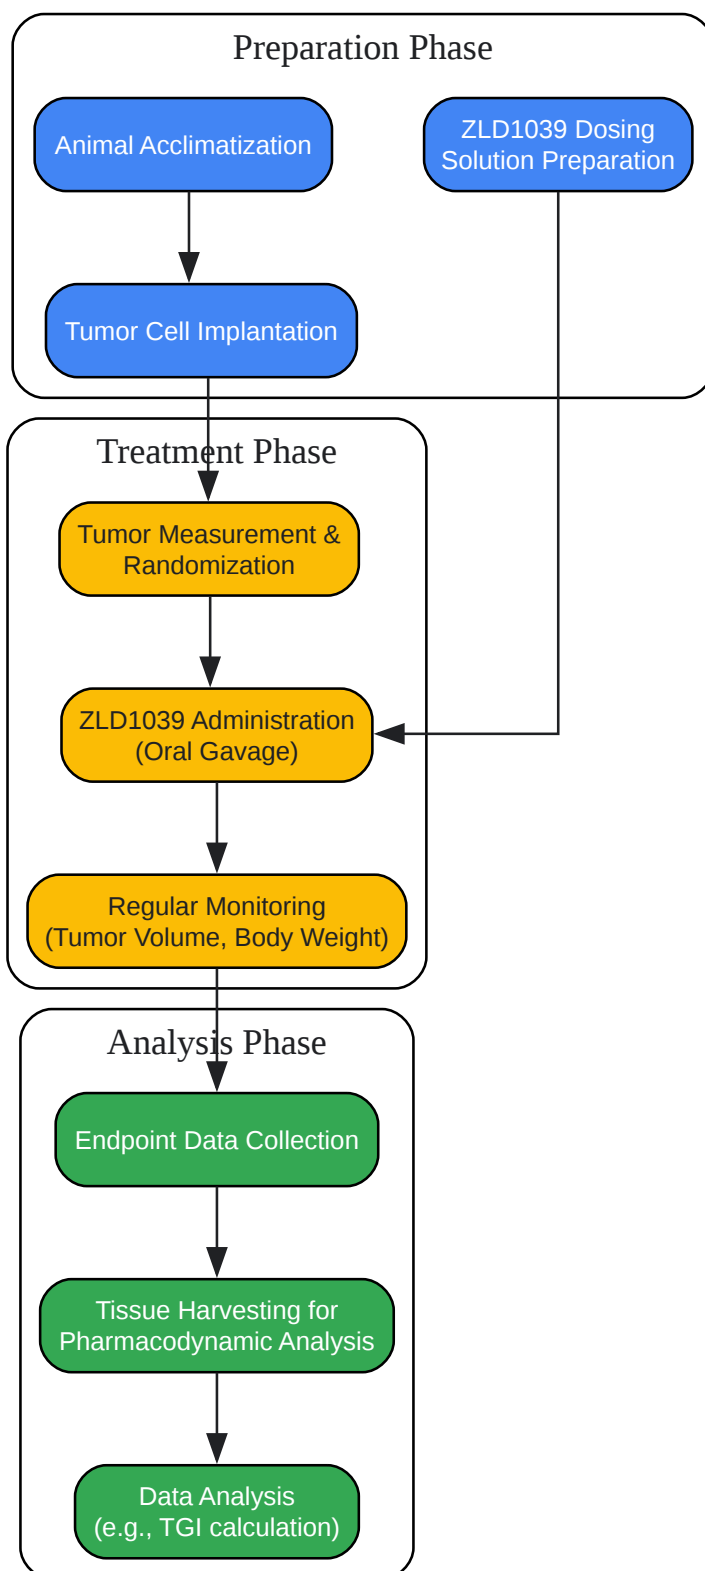 Preparation Phase
Animal Acclimatization
ZLD1039 Dosing
Solution Preparation
Tumor Cell Implantation
Treatment Phase
Tumor Measurement &
Randomization
ZLD1039 Administration
(Oral Gavage)
Regular Monitoring
(Tumor Volume, Body Weight)
Analysis Phase
Endpoint Data Collection
Tissue Harvesting for
Pharmacodynamic Analysis
Data Analysis
(e.g., TGI calculation)